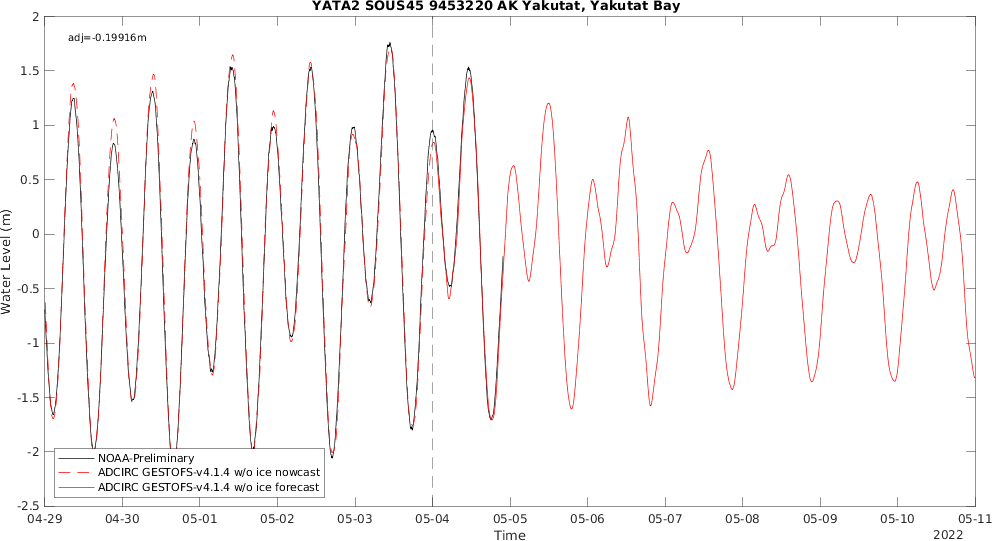 YATA2 SOUS45 9453220 AK Yakutat, Yakutat Bay
adj=-0.19916m
2
1.5
1
0.5
0
-0.5
-1
-1.5
-2
-2.5
Water Level (m)
NOAA-Preliminary
ADCIRC GESTOFS-v4.1.4 w/o ice nowcast
ADCIRC GESTOFS-v4.1.4 w/o ice forecast
04-29 04-30 05-01 05-02 05-03 05-04 05-05 05-06 05-07 05-08 05-09 05-10 05-11
Time
2022